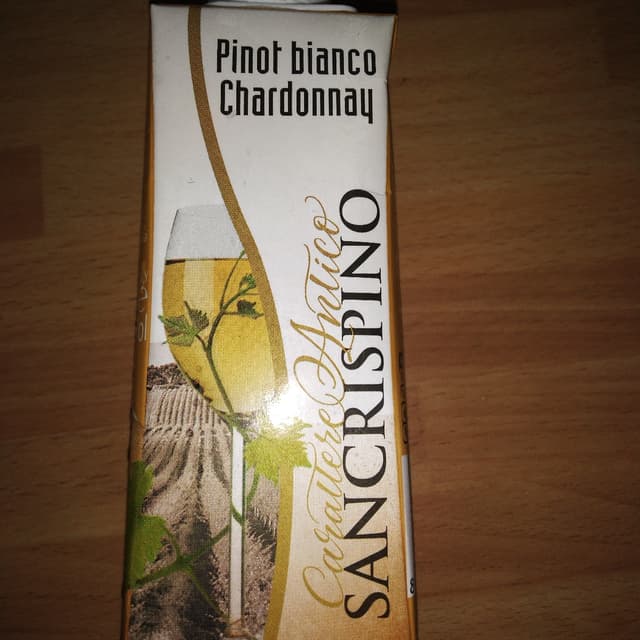 Pinot bianco
Chardonnay
Carattere Antico
SANCRISPINO